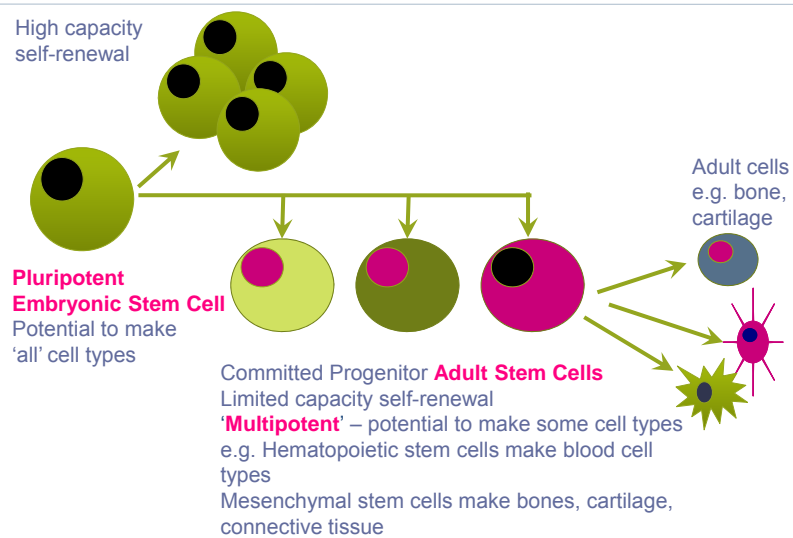 High capacity
self-renewal
Adult cells
e.g. bone,
cartilage
Pluripotent
Embryonic Stem Cell
Potential to make
‘all’ cell types
Committed Progenitor Adult Stem Cells
Limited capacity self-renewal
‘Multipotent’ – potential to make some cell types
e.g. Hematopoietic stem cells make blood cell
types
Mesenchymal stem cells make bones, cartilage,
connective tissue